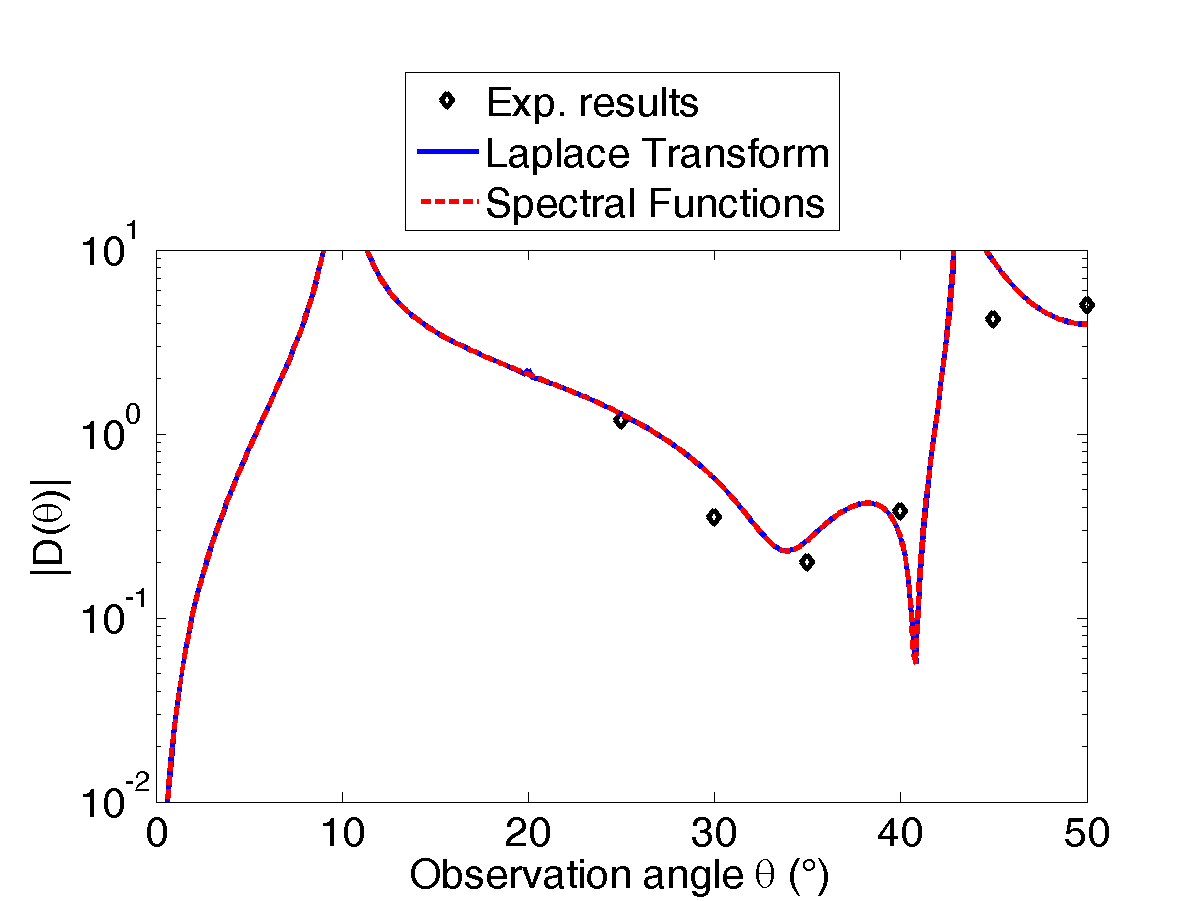 Exp. results
Laplace Transform
Spectral Functions
10^1
10^0
10^-1
10^-2
|D(θ)|
0 10 20 30 40 50
Observation angle θ (°)